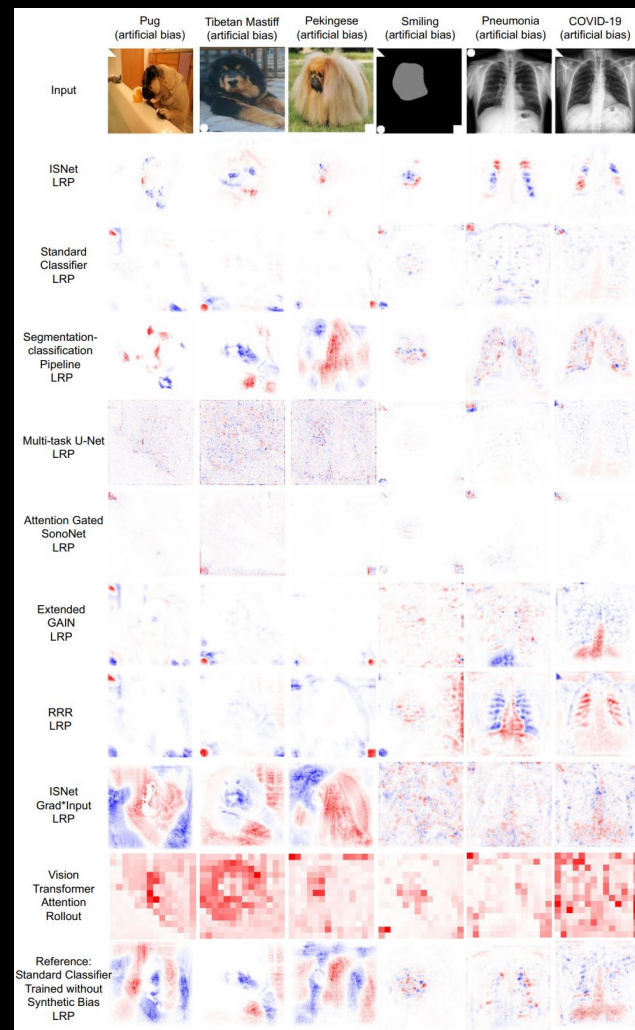 Pug
(artificial bias)
Tibetan Mastiff
(artificial bias)
Pekingese
(artificial bias)
Smiling
(artificial bias)
Pneumonia
(artificial bias)
COVID-19
(artificial bias)
Input
ISNet
LRP
Standard
Classifier
LRP
Segmentation-
classification
Pipeline
LRP
Multi-task U-Net
LRP
Attention Gated
SonoNet
LRP
Extended
GAIN
LRP
RRR
LRP
ISNet
Grad*Input
LRP
Vision
Transformer
Attention
Rollout
Reference:
Standard Classifier
Trained without
Synthetic Bias
LRP